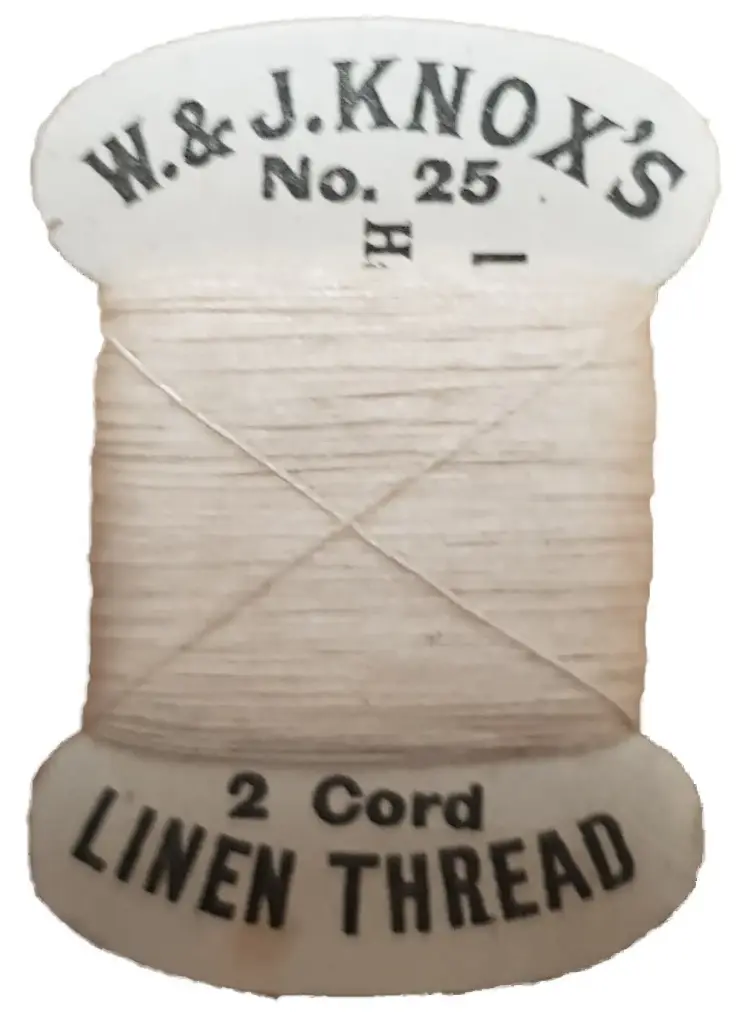 W. & J. KNOX'S
No. 25
H
2 Cord
LINEN THREAD